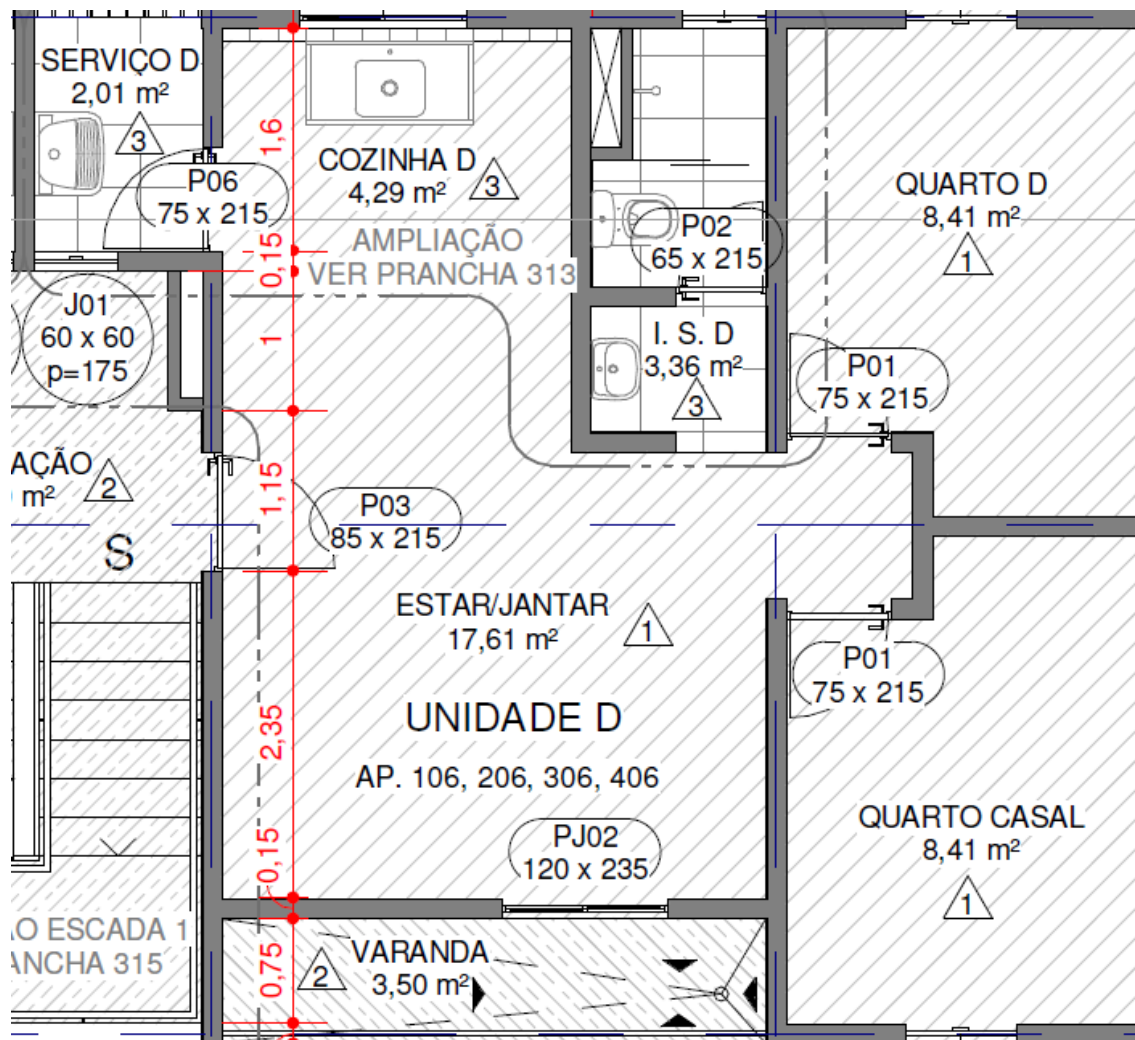 SERVIÇO D
2,01 m²
3
P06
75 x 215
1,6
COZINHA D
4,29 m²
3
AMPLIAÇÃO
VER PRANCHA 313
0,15
P02
65 x 215
QUARTO D
8,41 m²
1
J01
60 x 60
p=175
1
I. S. D
3,36 m²
3
P01
75 x 215
AÇÃO
m²
2
S
1,15
P03
85 x 215
ESTAR/JANTAR
17,61 m²
1
P01
75 x 215
UNIDADE D
AP. 106, 206, 306, 406
2,35
QUARTO CASAL
8,41 m²
1
PJ02
120 x 235
0,15
O ESCADA 1
ANCHA 315
0,75
VARANDA
3,50 m²
2